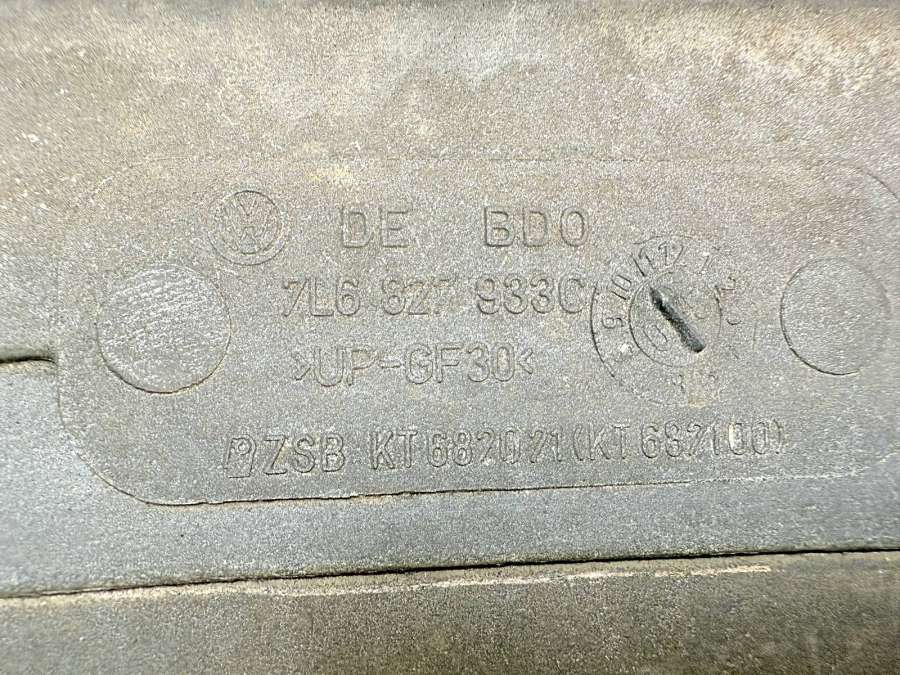 DE BDO
7L6 827 933C
>UP-GF30<
ZSB KT682021(KT682100)